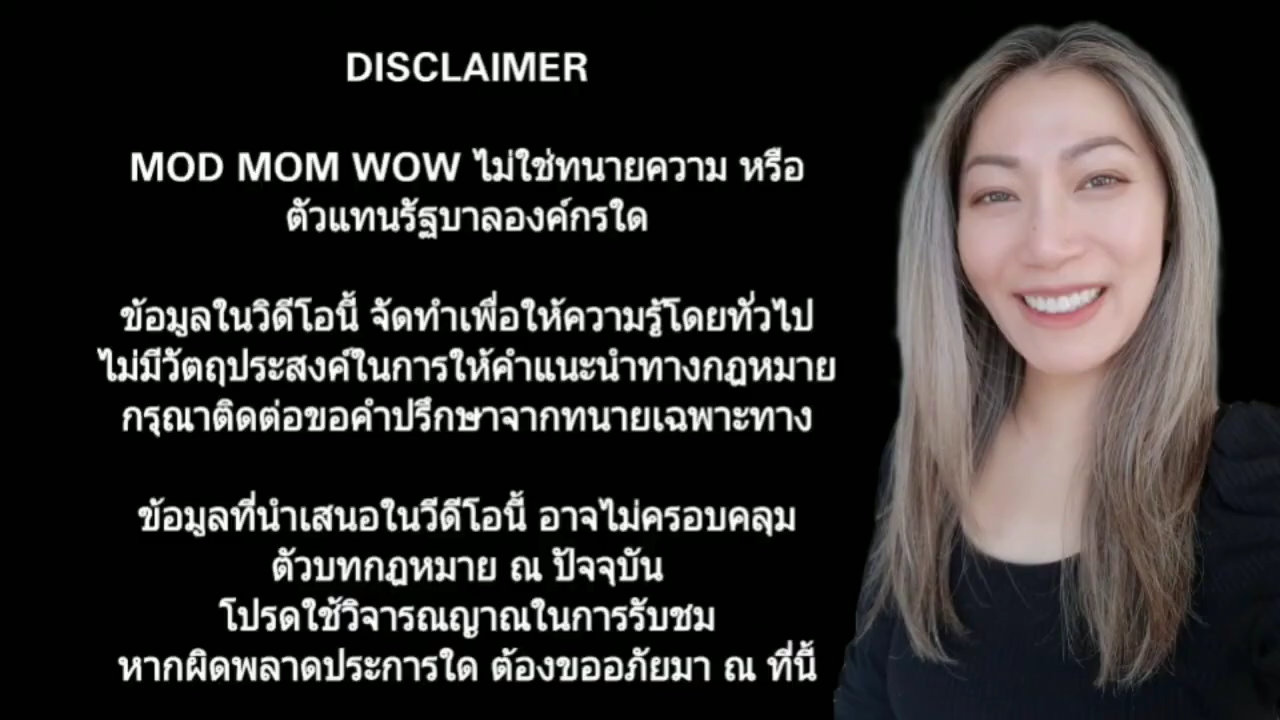 DISCLAIMER
MOD MOM WOW ไม่ใช่ทนายความ หรือ
ตัวแทนรัฐบาลองค์กรใด
ข้อมูลในวิดีโอนี้ จัดทำเพื่อให้ความรู้โดยทั่วไป
ไม่มีวัตถุประสงค์ในการให้คำแนะนำทางกฎหมาย
กรุณาติดต่อขอคำปรึกษาจากทนายเฉพาะทาง
ข้อมูลที่นำเสนอในวีดีโอนี้ อาจไม่ครอบคลุม
ตัวบทกฎหมาย ณ ปัจจุบัน
โปรดใช้วิจารณญาณในการรับชม
หากผิดพลาดประการใด ต้องขออภัยมา ณ ที่นี้